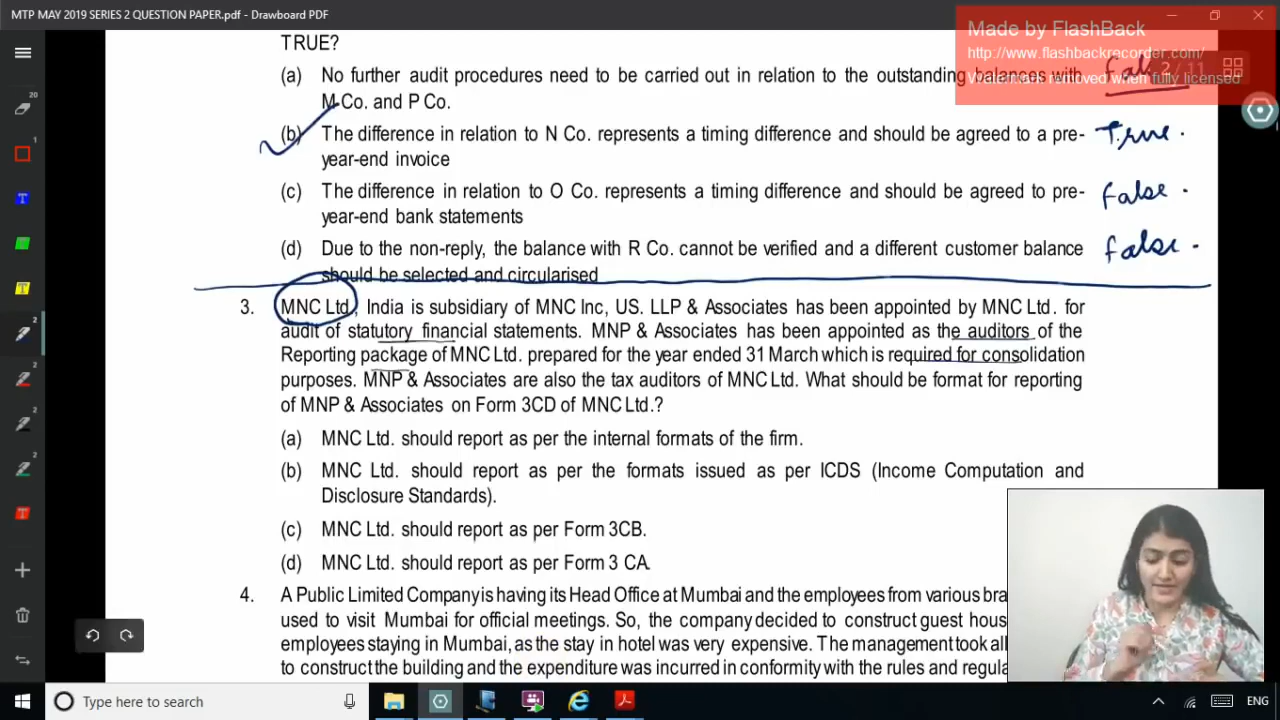 MTP MAY 2019 SERIES 2 QUESTION PAPER.pdf - Drawboard PDF
Made by FlashBack
http://www.flashbackrecorder.com/
Watermark removed when fully licensed
2 / 11
TRUE?
(a) No further audit procedures need to be carried out in relation to the outstanding balances with
M Co. and P Co.
(b) The difference in relation to N Co. represents a timing difference and should be agreed to a pre- True.
year-end invoice
(c) The difference in relation to O Co. represents a timing difference and should be agreed to pre- false.
year-end bank statements
(d) Due to the non-reply, the balance with R Co. cannot be verified and a different customer balance false.
should be selected and circularised
3. MNC Ltd, India is subsidiary of MNC Inc, US. LLP & Associates has been appointed by MNC Ltd. for
audit of statutory financial statements. MNP & Associates has been appointed as the auditors of the
Reporting package of MNC Ltd. prepared for the year ended 31 March which is required for consolidation
purposes. MNP & Associates are also the tax auditors of MNC Ltd. What should be format for reporting
of MNP & Associates on Form 3CD of MNC Ltd.?
(a) MNC Ltd. should report as per the internal formats of the firm.
(b) MNC Ltd. should report as per the formats issued as per ICDS (Income Computation and
Disclosure Standards).
(c) MNC Ltd. should report as per Form 3CB.
(d) MNC Ltd. should report as per Form 3 CA.
4. A Public Limited Company is having its Head Office at Mumbai and the employees from various bra
used to visit Mumbai for official meetings. So, the company decided to construct guest hous
employees staying in Mumbai, as the stay in hotel was very expensive. The management took all
to construct the building and the expenditure was incurred in conformity with the rules and regula
Type here to search
ENG